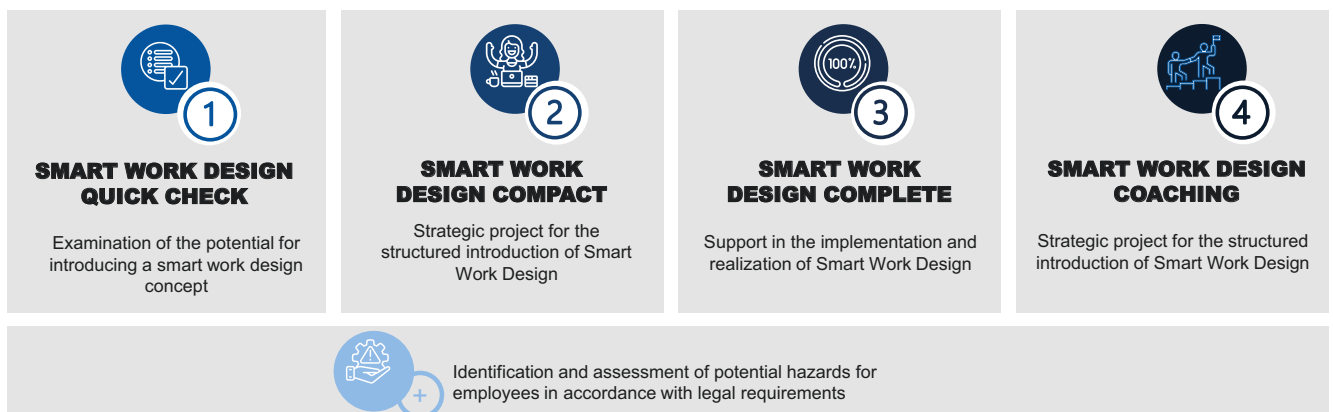 1
SMART WORK DESIGN
QUICK CHECK
Examination of the potential for
introducing a smart work design
concept
2
SMART WORK
DESIGN COMPACT
Strategic project for the
structured introduction of Smart
Work Design
100%
3
SMART WORK
DESIGN COMPLETE
Support in the implementation and
realization of Smart Work Design
4
SMART WORK DESIGN
COACHING
Strategic project for the structured
introduction of Smart Work Design
+
Identification and assessment of potential hazards for
employees in accordance with legal requirements